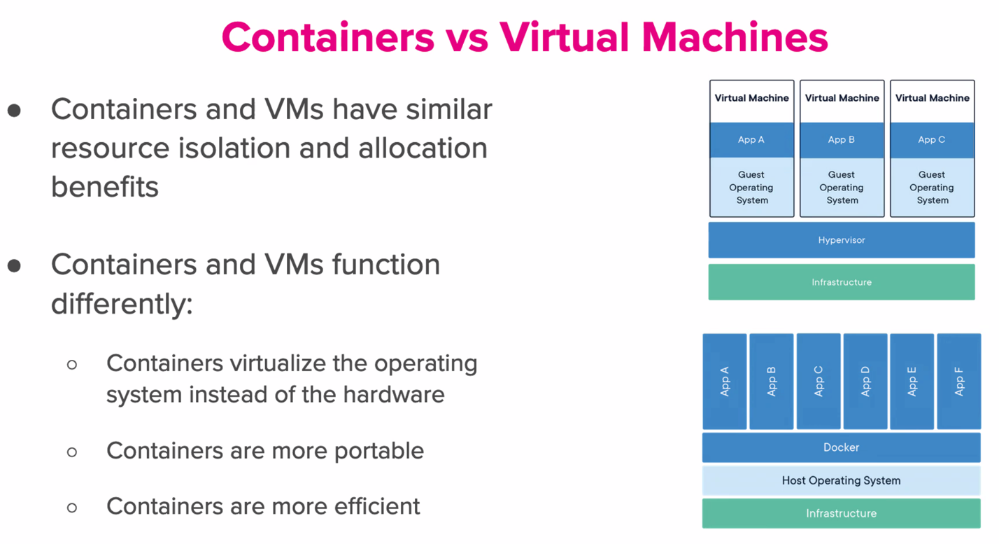 Containers vs Virtual Machines
● Containers and VMs have similar
resource isolation and allocation
benefits
● Containers and VMs function
differently:
○ Containers virtualize the operating
system instead of the hardware
○ Containers are more portable
○ Containers are more efficient
Virtual Machine Virtual Machine Virtual Machine
App A App B App C
Guest Guest Guest
Operating Operating Operating
System System System
Hypervisor
Infrastructure
App A App B App C App D App E App F
Docker
Host Operating System
Infrastructure